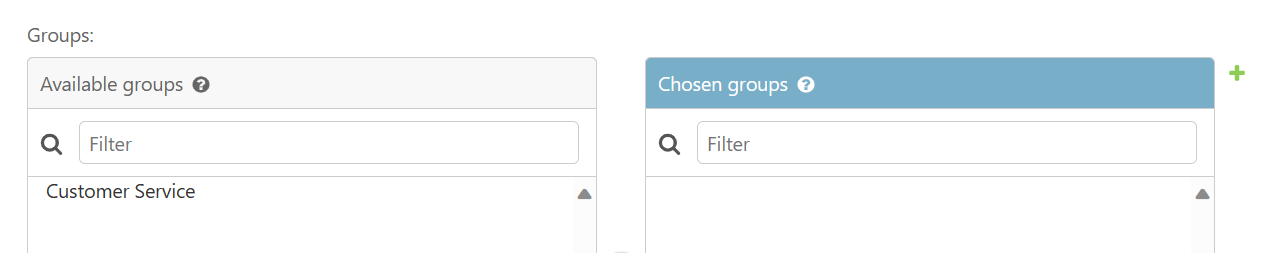 Groups:
Available groups ?
Chosen groups ?
Filter
Filter
Customer Service